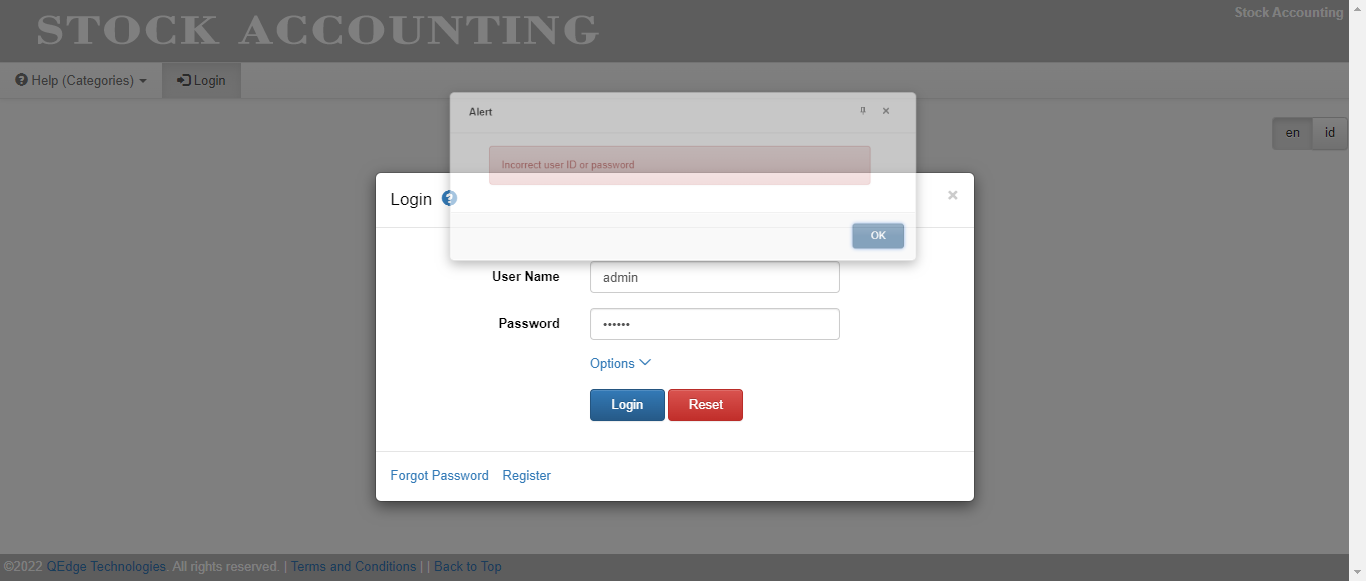 STOCK ACCOUNTING
Stock Accounting
Help (Categories) Login
Alert
en id
Incorrect user ID or password
Login
OK
User Name admin
Password ••••••
Options
Login Reset
Forgot Password Register
©2022 QEdge Technologies. All rights reserved. | Terms and Conditions | | Back to Top